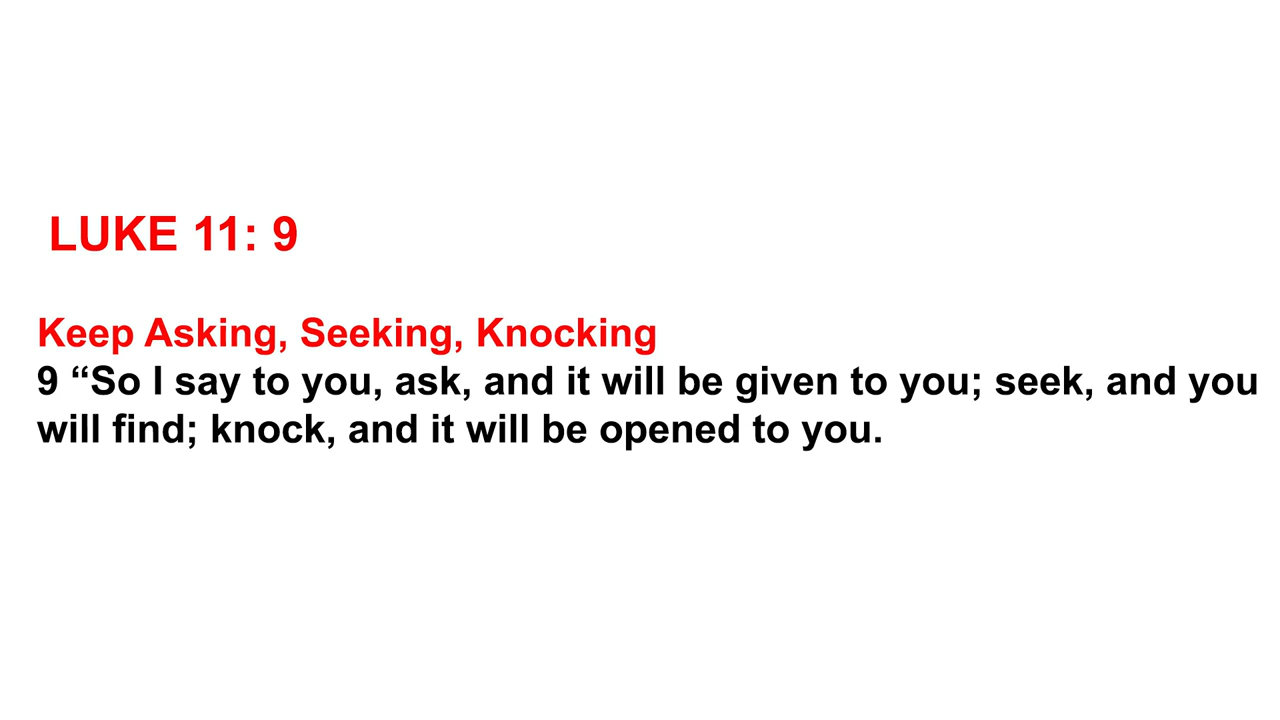 LUKE 11: 9
Keep Asking, Seeking, Knocking
9 “So I say to you, ask, and it will be given to you; seek, and you
will find; knock, and it will be opened to you.